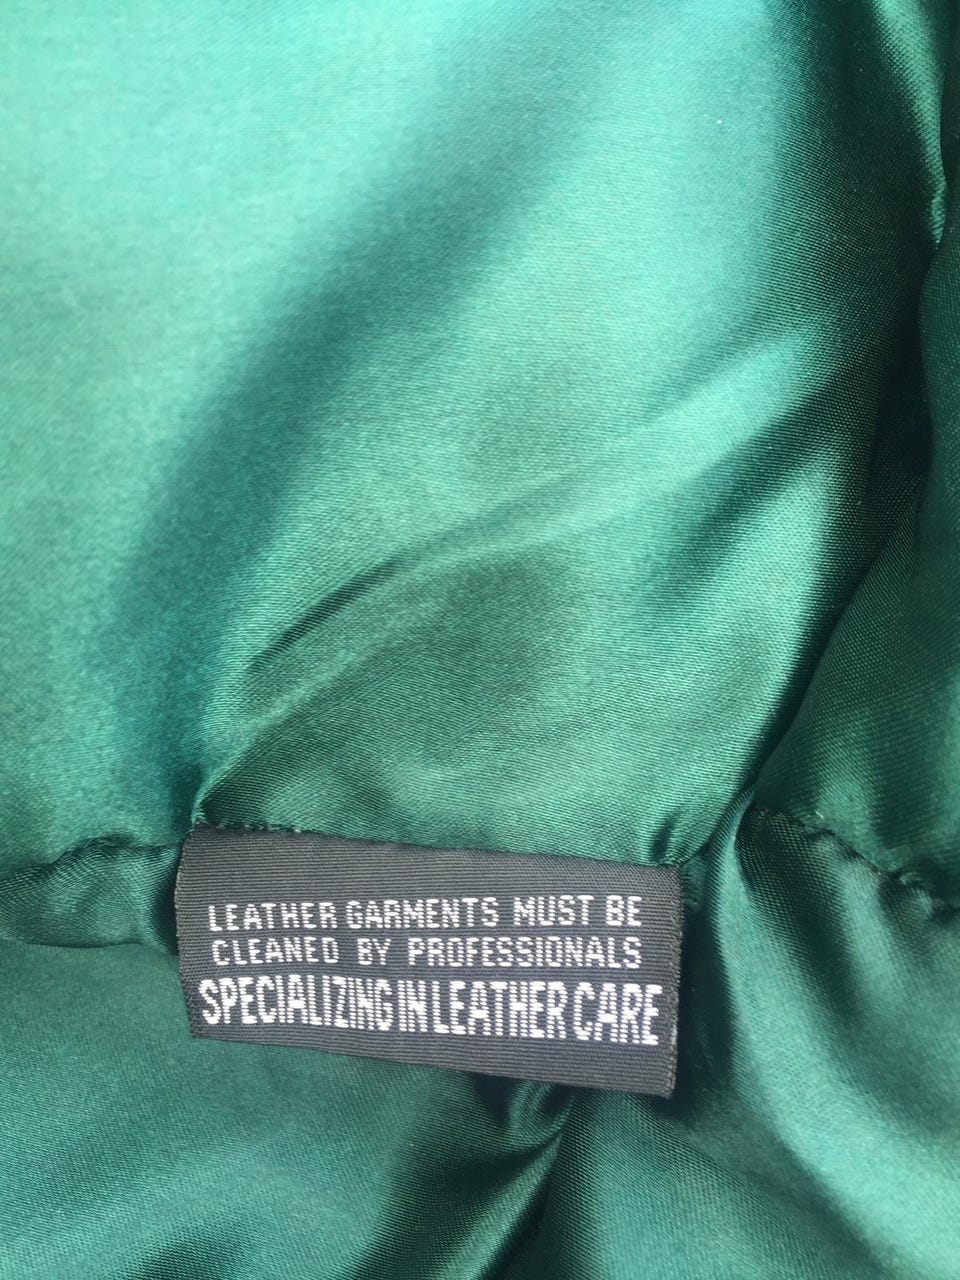 LEATHER GARMENTS MUST BE
CLEANED BY PROFESSIONALS
SPECIALIZING IN LEATHER CARE